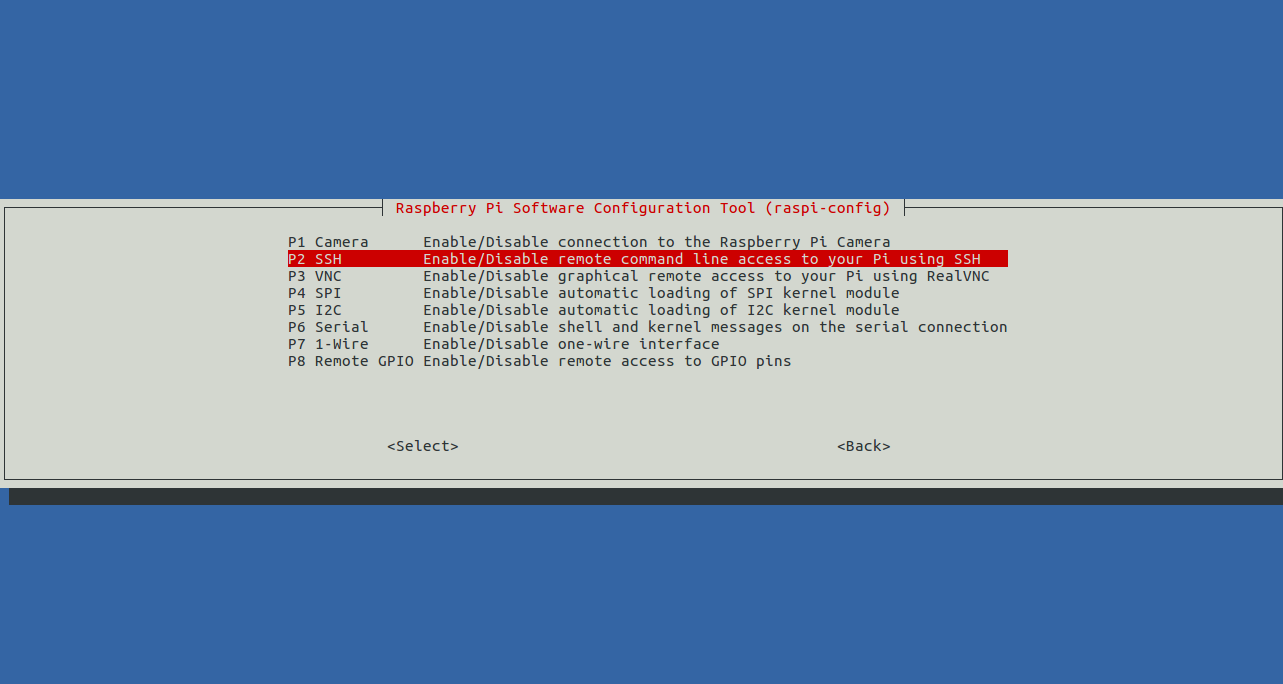 Raspberry Pi Software Configuration Tool (raspi-config)
P1 Camera Enable/Disable connection to the Raspberry Pi Camera
P2 SSH Enable/Disable remote command line access to your Pi using SSH
P3 VNC Enable/Disable graphical remote access to your Pi using RealVNC
P4 SPI Enable/Disable automatic loading of SPI kernel module
P5 I2C Enable/Disable automatic loading of I2C kernel module
P6 Serial Enable/Disable shell and kernel messages on the serial connection
P7 1-Wire Enable/Disable one-wire interface
P8 Remote GPIO Enable/Disable remote access to GPIO pins
<Select> <Back>